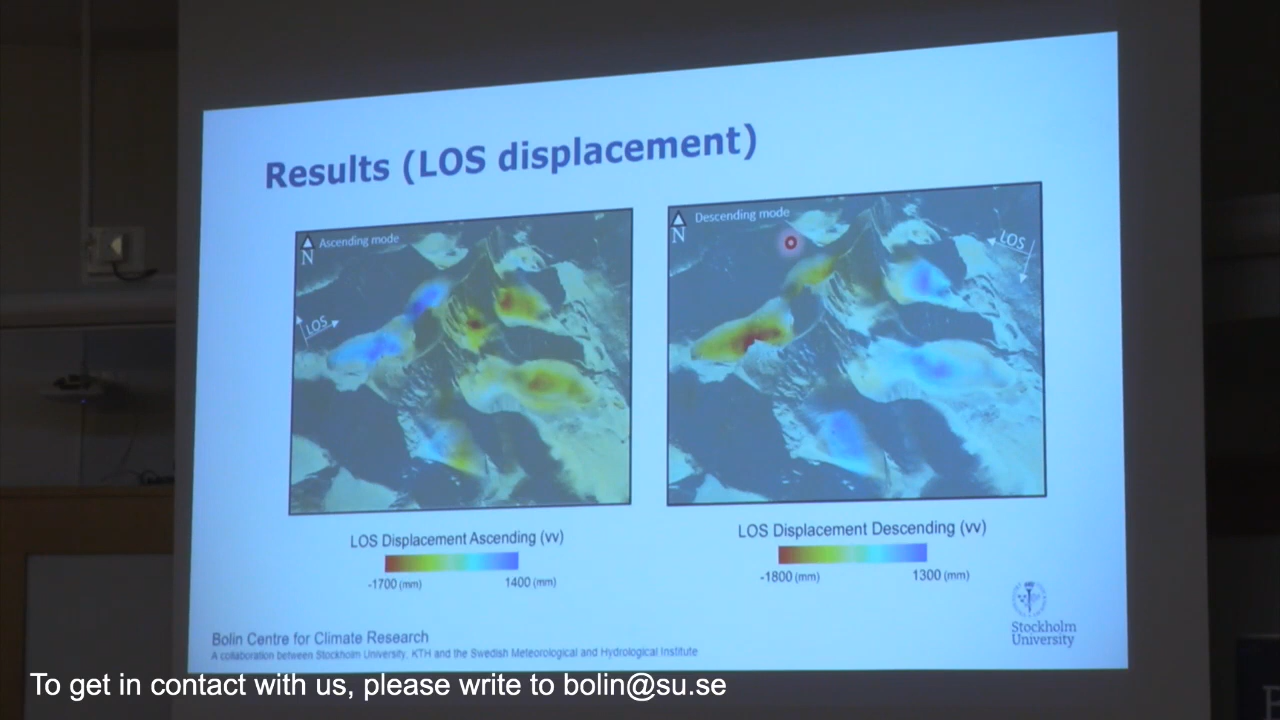 Results (LOS displacement)
Ascending mode
N
LOS
Descending mode
N
LOS
LOS Displacement Ascending (vv)
-1700 (mm)
1400 (mm)
LOS Displacement Descending (vv)
-1800 (mm)
1300 (mm)
Stockholm
University
Bolin Centre for Climate Research
A collaboration between Stockholm University, KTH and the Swedish Meteorological and Hydrological Institute
To get in contact with us, please write to bolin@su.se